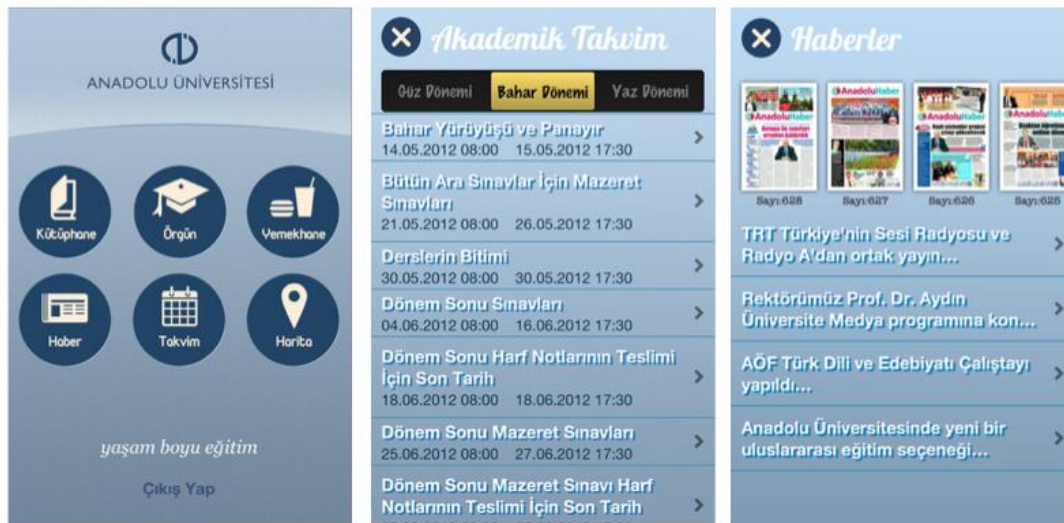 ANADOLU ÜNİVERSİTESİ
Kütüphane
Örgün
Yemekhane
Haber
Takvim
Harita
yaşam boyu eğitim
Çıkış Yap
Akademik Takvim
Güz Dönemi
Bahar Dönemi
Yaz Dönemi
Bahar Yürüyüşü ve Panayır
14.05.2012 08:00 15.05.2012 17:30
Bütün Ara Sınavlar İçin Mazeret
Sınavları
21.05.2012 08:00 26.05.2012 17:30
Derslerin Bitimi
30.05.2012 08:00 30.05.2012 17:30
Dönem Sonu Sınavları
04.06.2012 08:00 16.06.2012 17:30
Dönem Sonu Harf Notlarının Teslimi
İçin Son Tarih
18.06.2012 08:00 18.06.2012 17:30
Dönem Sonu Mazeret Sınavları
25.06.2012 08:00 27.06.2012 17:30
Dönem Sonu Mazeret Sınavı Harf
Notlarının Teslimi İçin Son Tarih
Haberler
AnadoluHaber
AnadoluHaber
AnadoluHaber
Sayı:628
Sayı:627
Sayı:626
Sayı:625
TRT Türkiye'nin Sesi Radyosu ve
Radyo A'dan ortak yayın...
Rektörümüz Prof. Dr. Aydın
Üniversite Medya programına kon...
AÖF Türk Dili ve Edebiyatı Çalıştayı
yapıldı...
Anadolu Üniversitesinde yeni bir
uluslararası eğitim seçeneği...